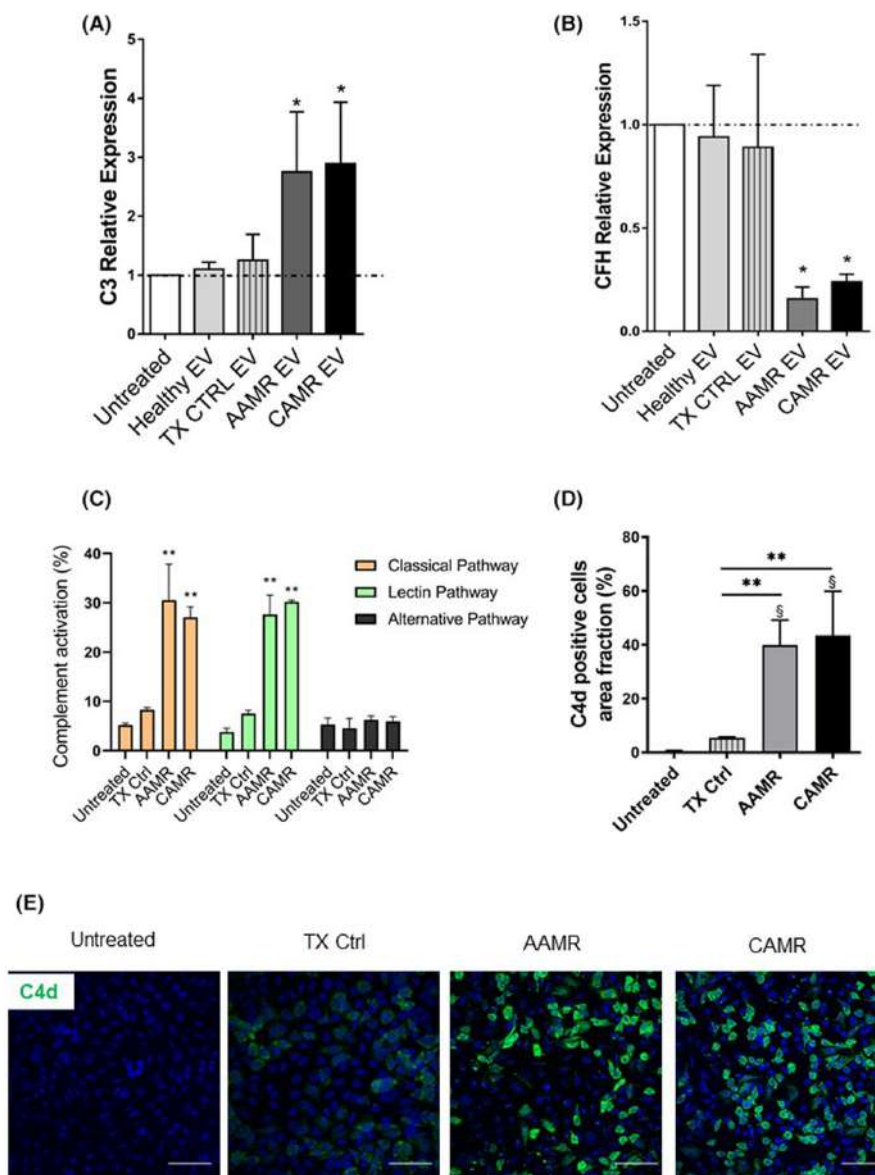 (A)
C3 Relative Expression
5
4
3
2
1
0
*
*
Untreated
Healthy EV
TX CTRL EV
AAMR EV
CAMR EV
(B)
CFH Relative Expression
1.5
1.0
0.5
0.0
*
*
Untreated
Healthy EV
TX CTRL EV
AAMR EV
CAMR EV
(C)
Complement activation (%)
40
30
20
10
0
**
**
**
**
Untreated
TX Ctrl
AAMR
CAMR
Untreated
TX Ctrl
AAMR
CAMR
Untreated
TX Ctrl
AAMR
CAMR
Classical Pathway
Lectin Pathway
Alternative Pathway
(D)
C4d positive cells
area fraction (%)
80
60
40
20
0
**
**
§
§
Untreated
TX Ctrl
AAMR
CAMR
(E)
Untreated
TX Ctrl
AAMR
CAMR
C4d